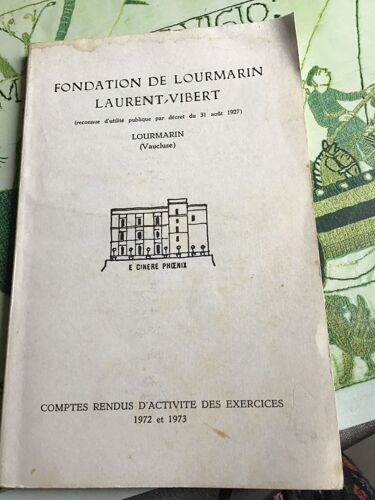 FONDATION DE LOURMARIN
LAURENT-VIBERT
(reconnue d'utilité publique par décret du 31 août 1927)
LOURMARIN
(Vaucluse)
E CINERE PHŒNIX
COMPTES RENDUS D'ACTIVITE DES EXERCICES
1972 et 1973